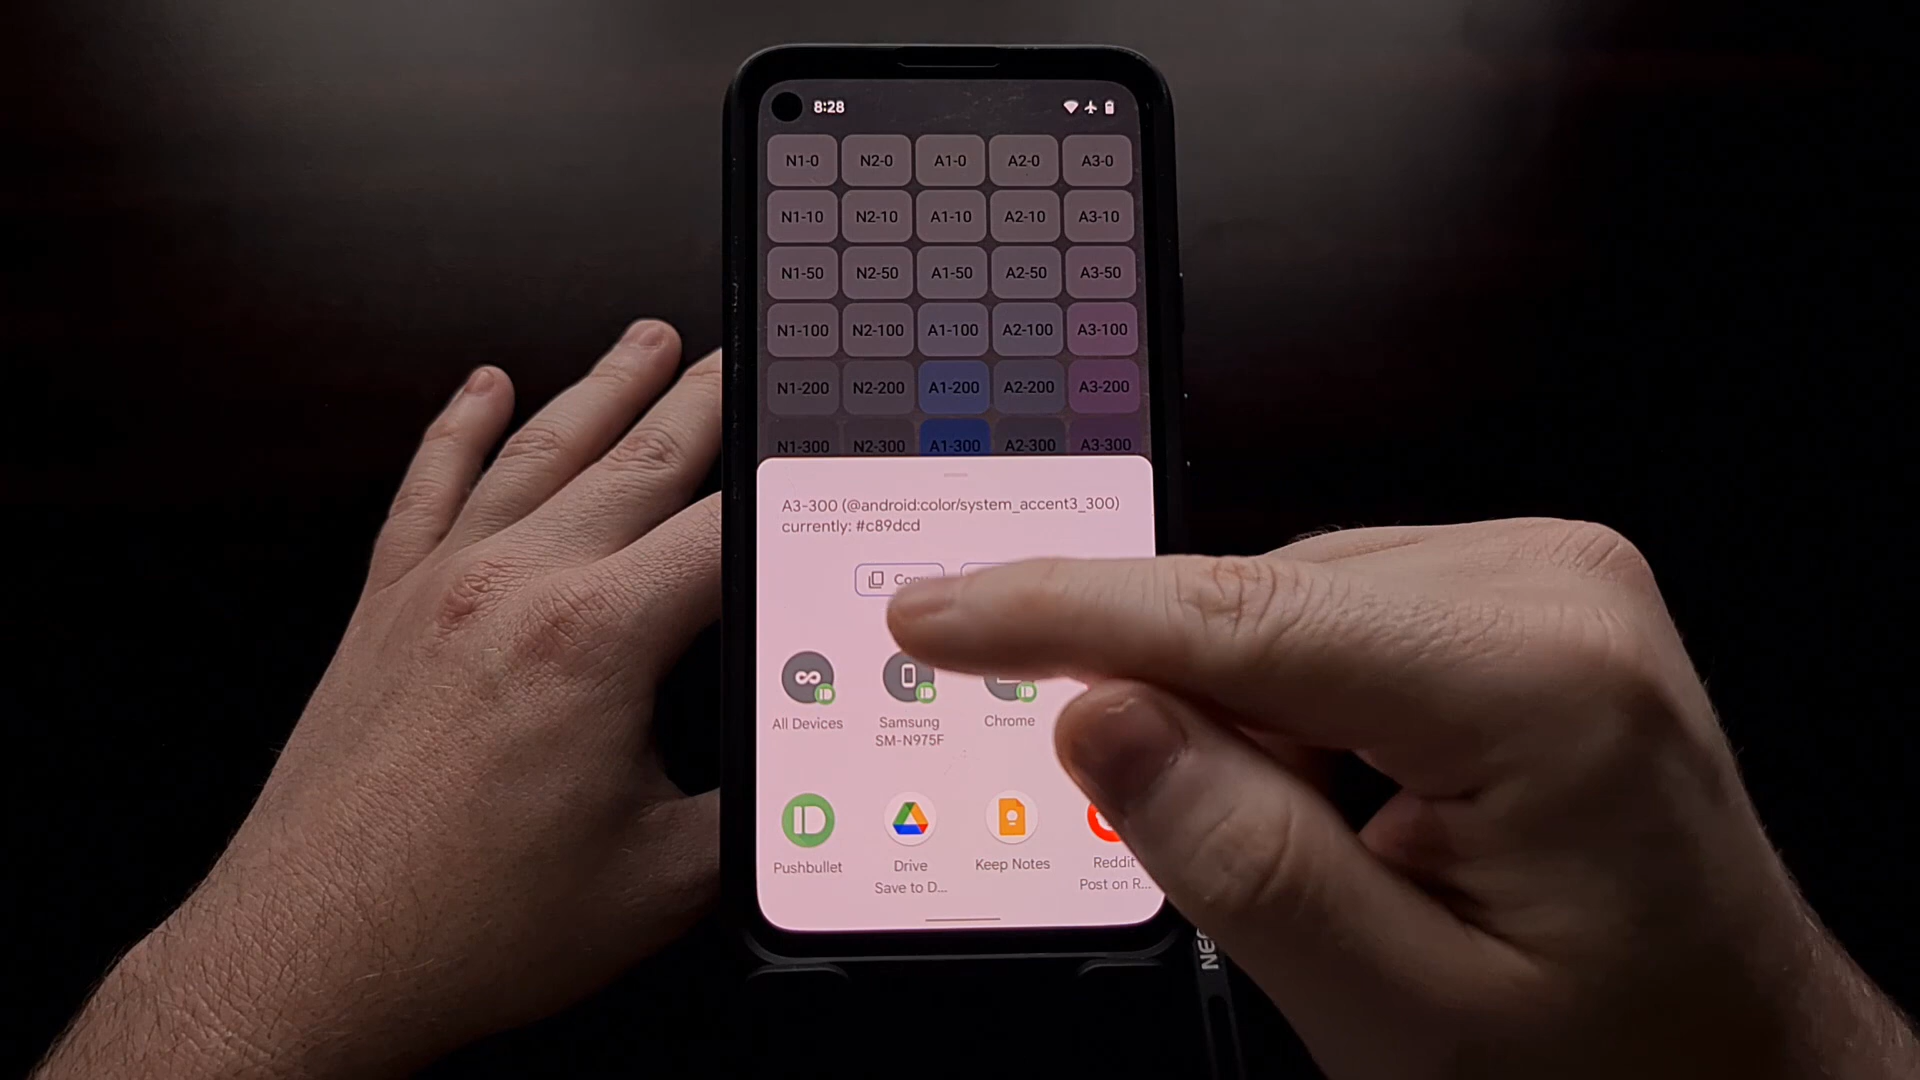 8:28
N1-0 N2-0 A1-0 A2-0 A3-0
N1-10 N2-10 A1-10 A2-10 A3-10
N1-50 N2-50 A1-50 A2-50 A3-50
N1-100 N2-100 A1-100 A2-100 A3-100
N1-200 N2-200 A1-200 A2-200 A3-200
N1-300 N2-300 A1-300 A2-300 A3-300
A3-300 (@android:color/system_accent3_300)
currently: #c89dcd
All Devices
Samsung
SM-N975F
Chrome
Pushbullet
Drive
Save to D...
Keep Notes
Reddit
Post on R...